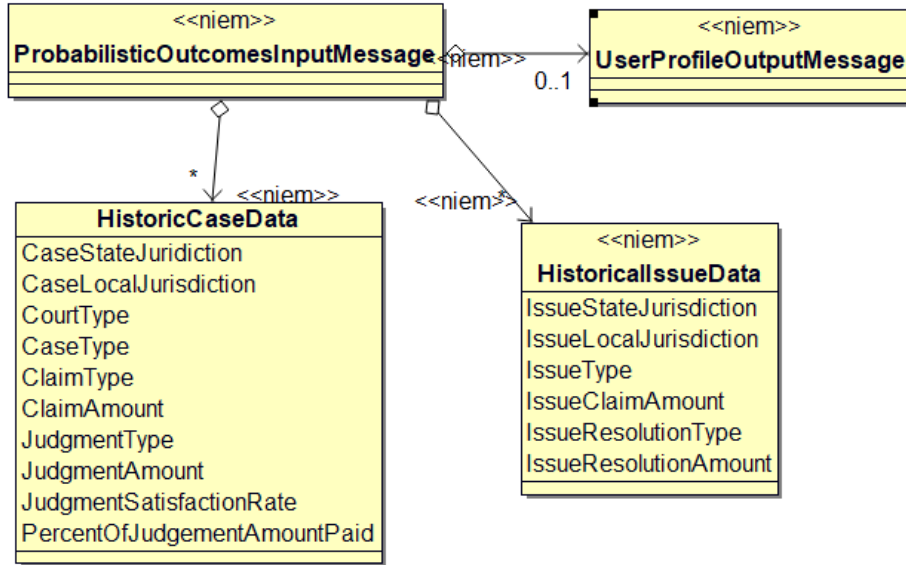 <<niem>>
ProbabilisticOutcomesInputMessage
<<niem>>
0..1
<<niem>>
UserProfileOutputMessage
*
<<niem>>
HistoricCaseData
CaseStateJuridiction
CaseLocalJurisdiction
CourtType
CaseType
ClaimType
ClaimAmount
JudgmentType
JudgmentAmount
JudgmentSatisfactionRate
PercentOfJudgementAmountPaid
<<niem>>
*
<<niem>>
HistoricalIssueData
IssueStateJurisdiction
IssueLocalJurisdiction
IssueType
IssueClaimAmount
IssueResolutionType
IssueResolutionAmount